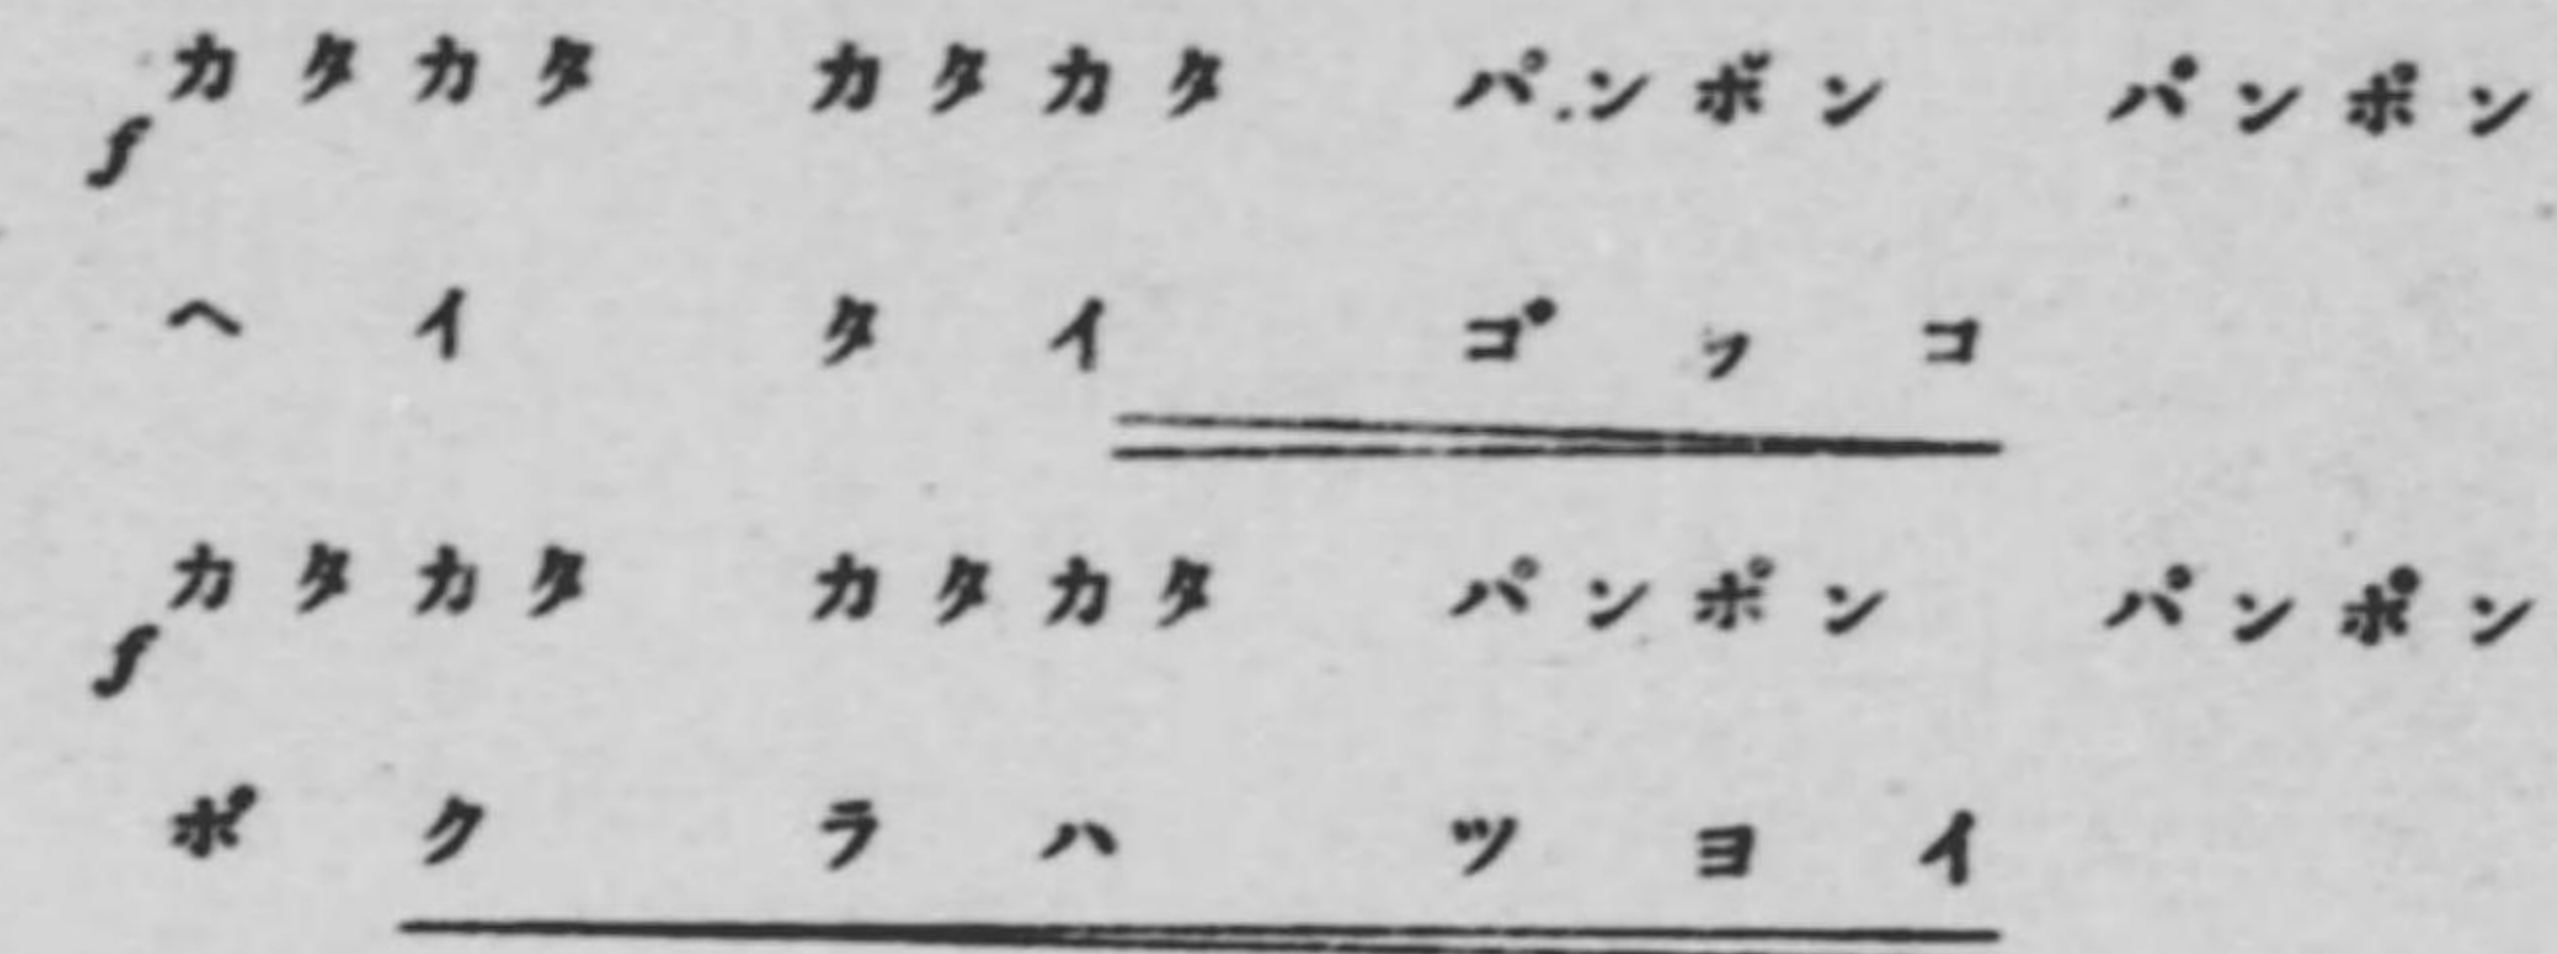 カタカタ カタカタ パンポン パンポン
f
ヘイ タイ ゴッコ
カタカタ カタカタ パンポン パンポン
f
ボク ラハ ツヨイ